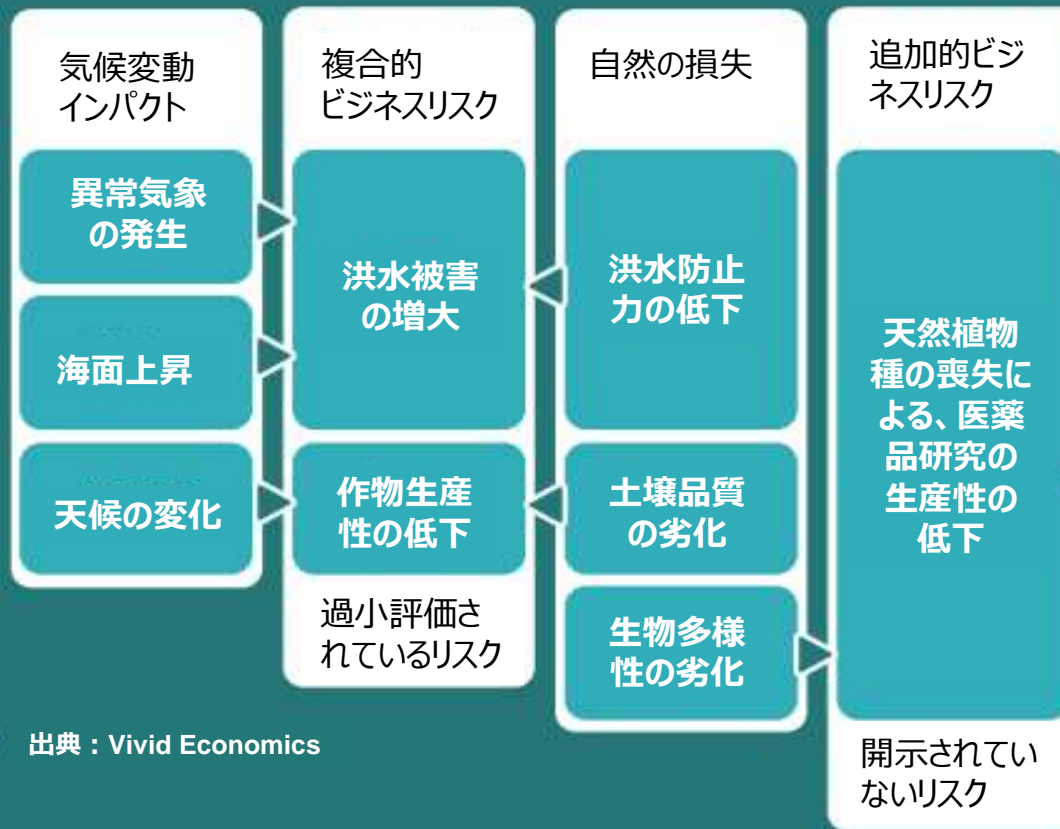 気候変動
インパクト
異常気象
の発生
海面上昇
天候の変化
複合的
ビジネスリスク
洪水被害
の増大
作物生産
性の低下
過小評価さ
れているリスク
自然の損失
洪水防止
力の低下
土壌品質
の劣化
生物多様
性の劣化
追加的ビジ
ネスリスク
天然植物
種の喪失に
よる、医薬
品研究の
生産性の
低下
開示されてい
ないリスク
出典：Vivid Economics